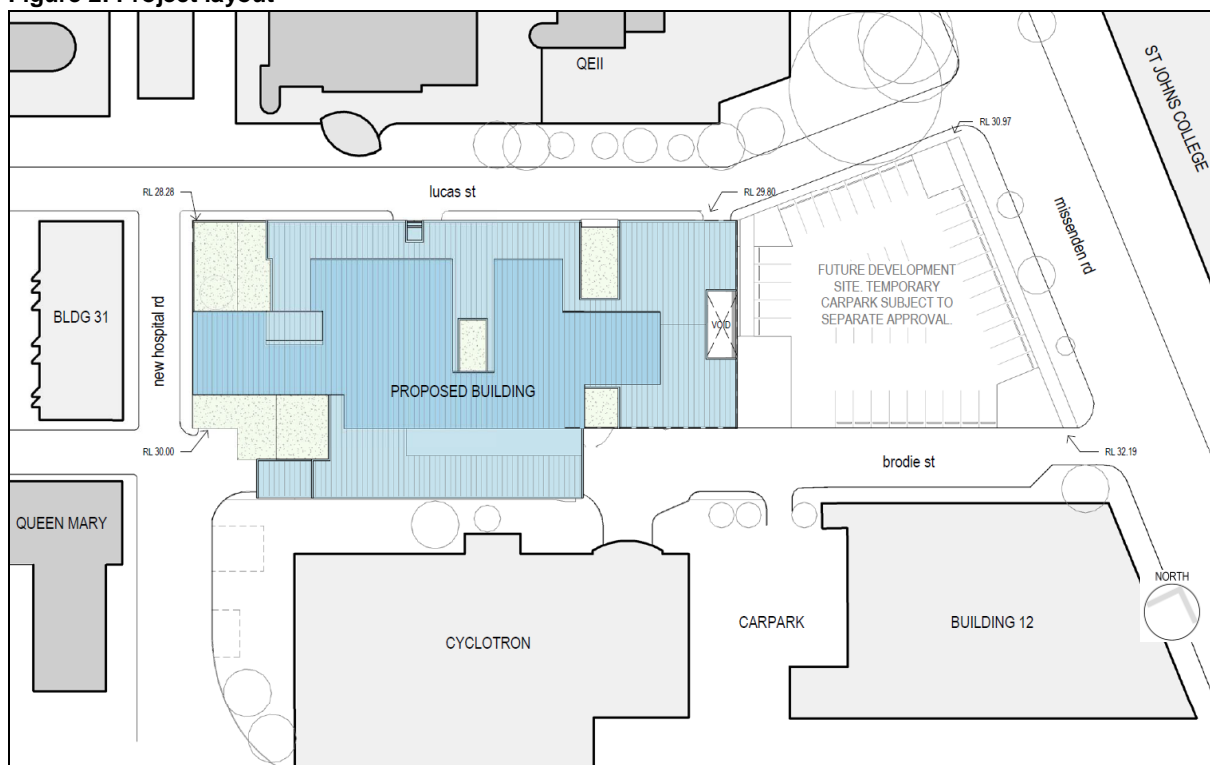 Figure 2: Project layout
QEII
ST JOHNS COLLEGE
RL 30.97
RL 28.28
lucas st
RL 29.80
missenden rd
BLDG 31
new hospital rd
FUTURE DEVELOPMENT
SITE. TEMPORARY
CARPARK SUBJECT TO
SEPARATE APPROVAL.
VOID
PROPOSED BUILDING
RL 30.00
RL 32.19
brodie st
QUEEN MARY
NORTH
CYCLOTRON
CARPARK
BUILDING 12